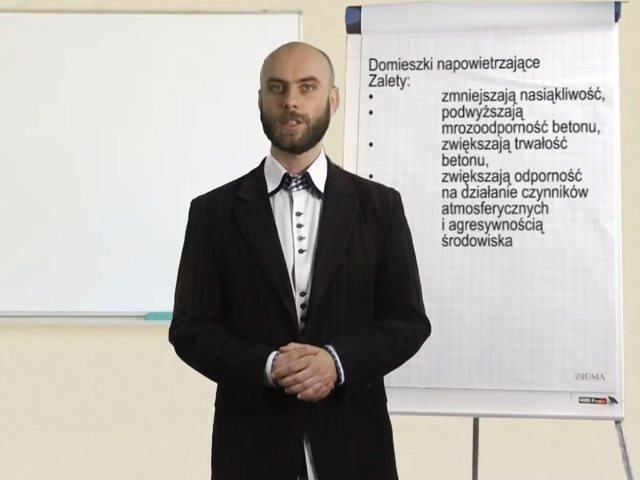 Domieszki napowietrzające
Zalety:
• zmniejszają nasiąkliwość,
• podwyższają
mrozoodporność betonu,
• zwiększają trwałość
betonu,
• zwiększają odporność
na działanie czynników
atmosferycznych
i agresywnością
środowiska
SIGMA